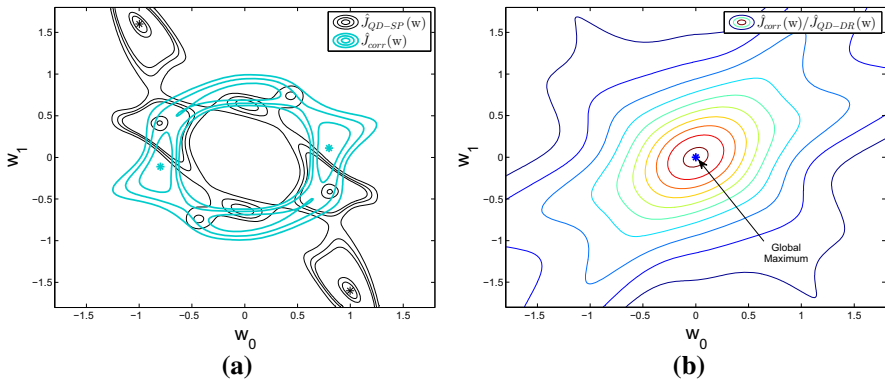 Ĵ_{QD−SP}(w)
Ĵ_{corr}(w)
1.5
1
0.5
0
−0.5
−1
−1.5
w_1
−1.5 −1 −0.5 0 0.5 1 1.5
w_0
(a)
Ĵ_{corr}(w)/Ĵ_{QD−DR}(w)
1.5
1
0.5
0
−0.5
−1
−1.5
w_1
Global
Maximum
−1.5 −1 −0.5 0 0.5 1 1.5
w_0
(b)